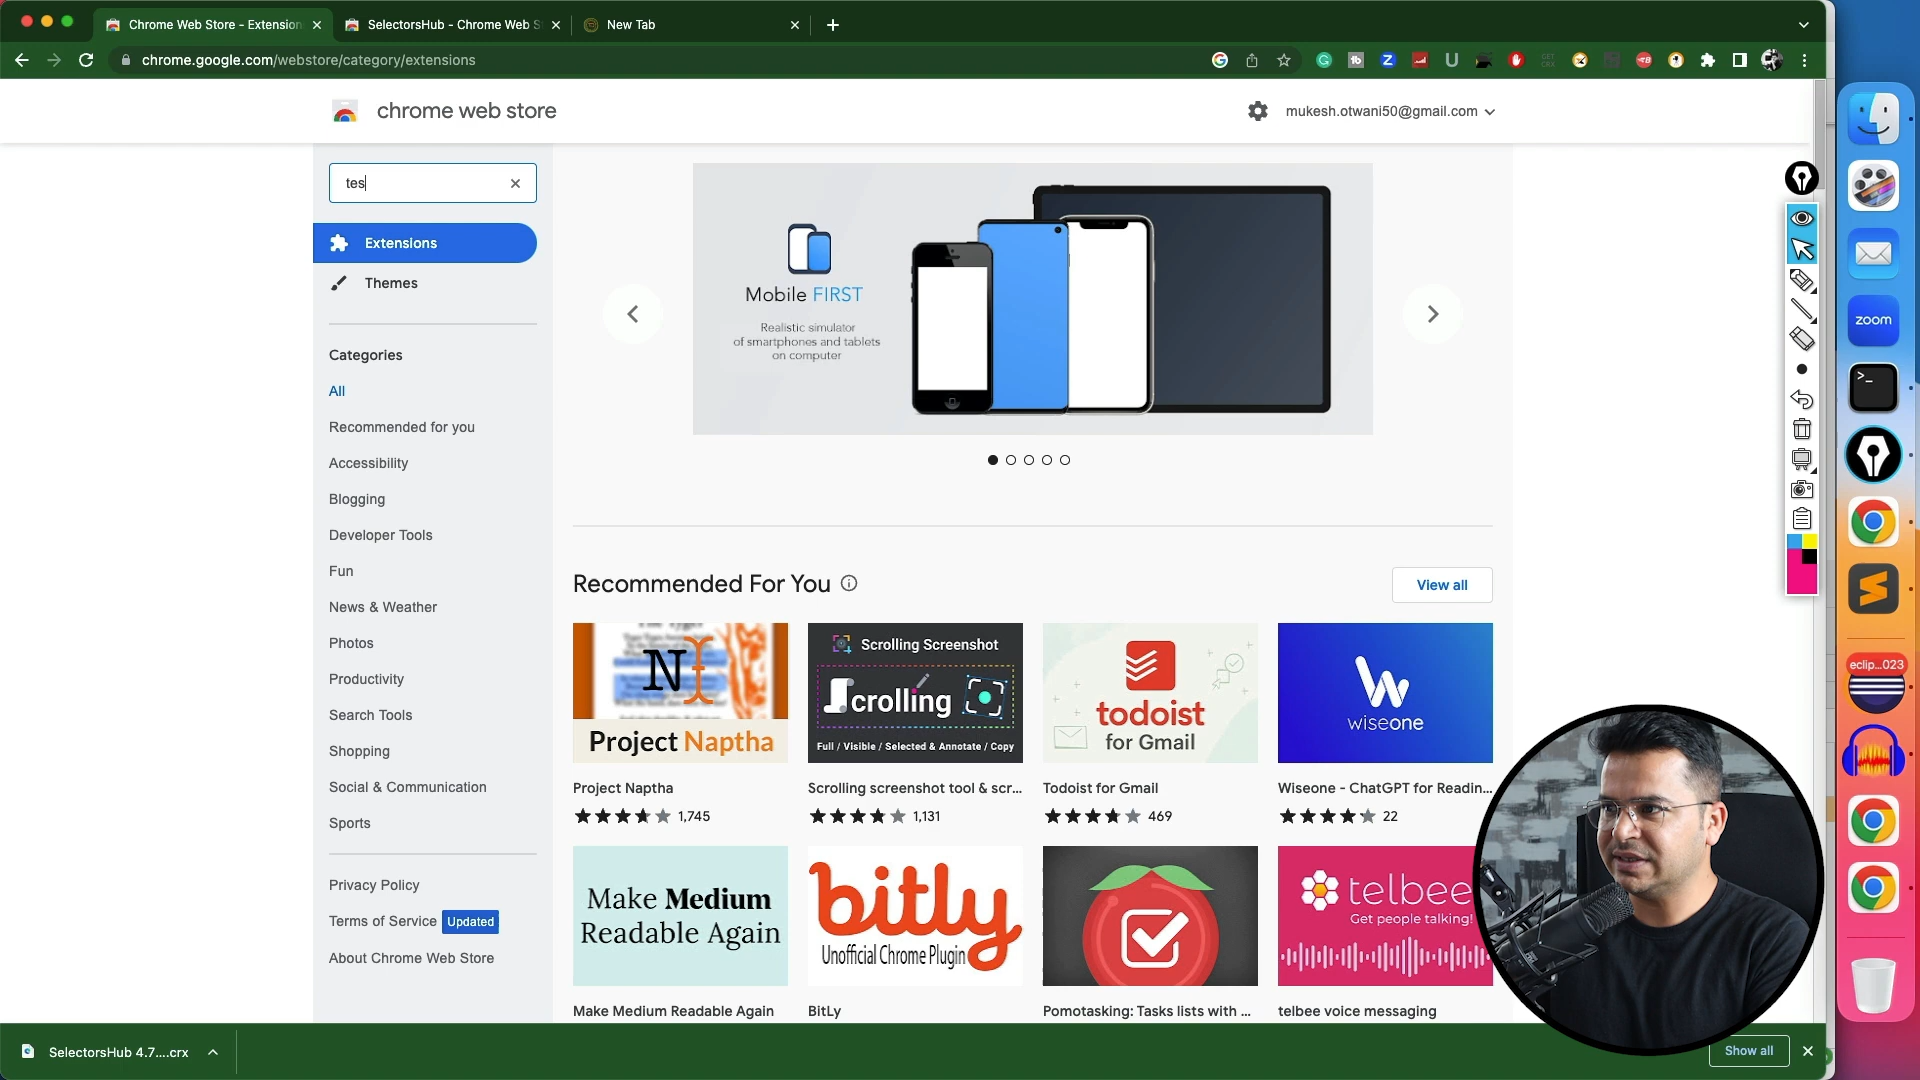 Chrome Web Store - Extension
SelectorsHub - Chrome Web S
New Tab
chrome.google.com/webstore/category/extensions
chrome web store
mukesh.otwani50@gmail.com
tes
Extensions
Themes
Categories
All
Recommended for you
Accessibility
Blogging
Developer Tools
Fun
News & Weather
Photos
Productivity
Search Tools
Shopping
Social & Communication
Sports
Privacy Policy
Terms of Service Updated
About Chrome Web Store
Mobile FIRST
Realistic simulator
of smartphones and tablets
on computer
Recommended For You
View all
Project Naptha
Scrolling Screenshot
Scrolling
Full / Visible / Selected & Annotate / Copy
todoist
for Gmail
wiseone
Project Naptha
Scrolling screenshot tool & scr...
Todoist for Gmail
Wiseone - ChatGPT for Readin...
1,745
1,131
469
22
Make Medium
Readable Again
bitly
Unofficial Chrome Plugin
telbee
Get people talking!
Make Medium Readable Again
BitLy
Pomotasking: Tasks lists with ...
telbee voice messaging
SelectorsHub 4.7....crx
Show all
zoom
eclip...023